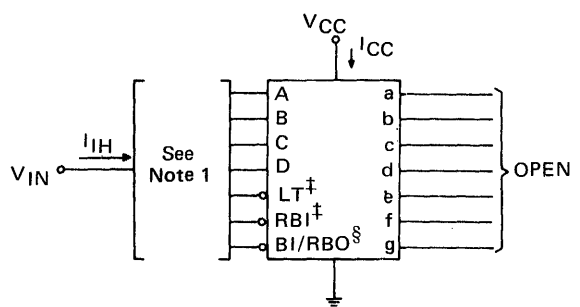 VCC
ICC
A a
B b
C c
D d
LT‡ e
RBI‡ f
BI/RBO§ g
IIH
VIN
See
Note 1
OPEN